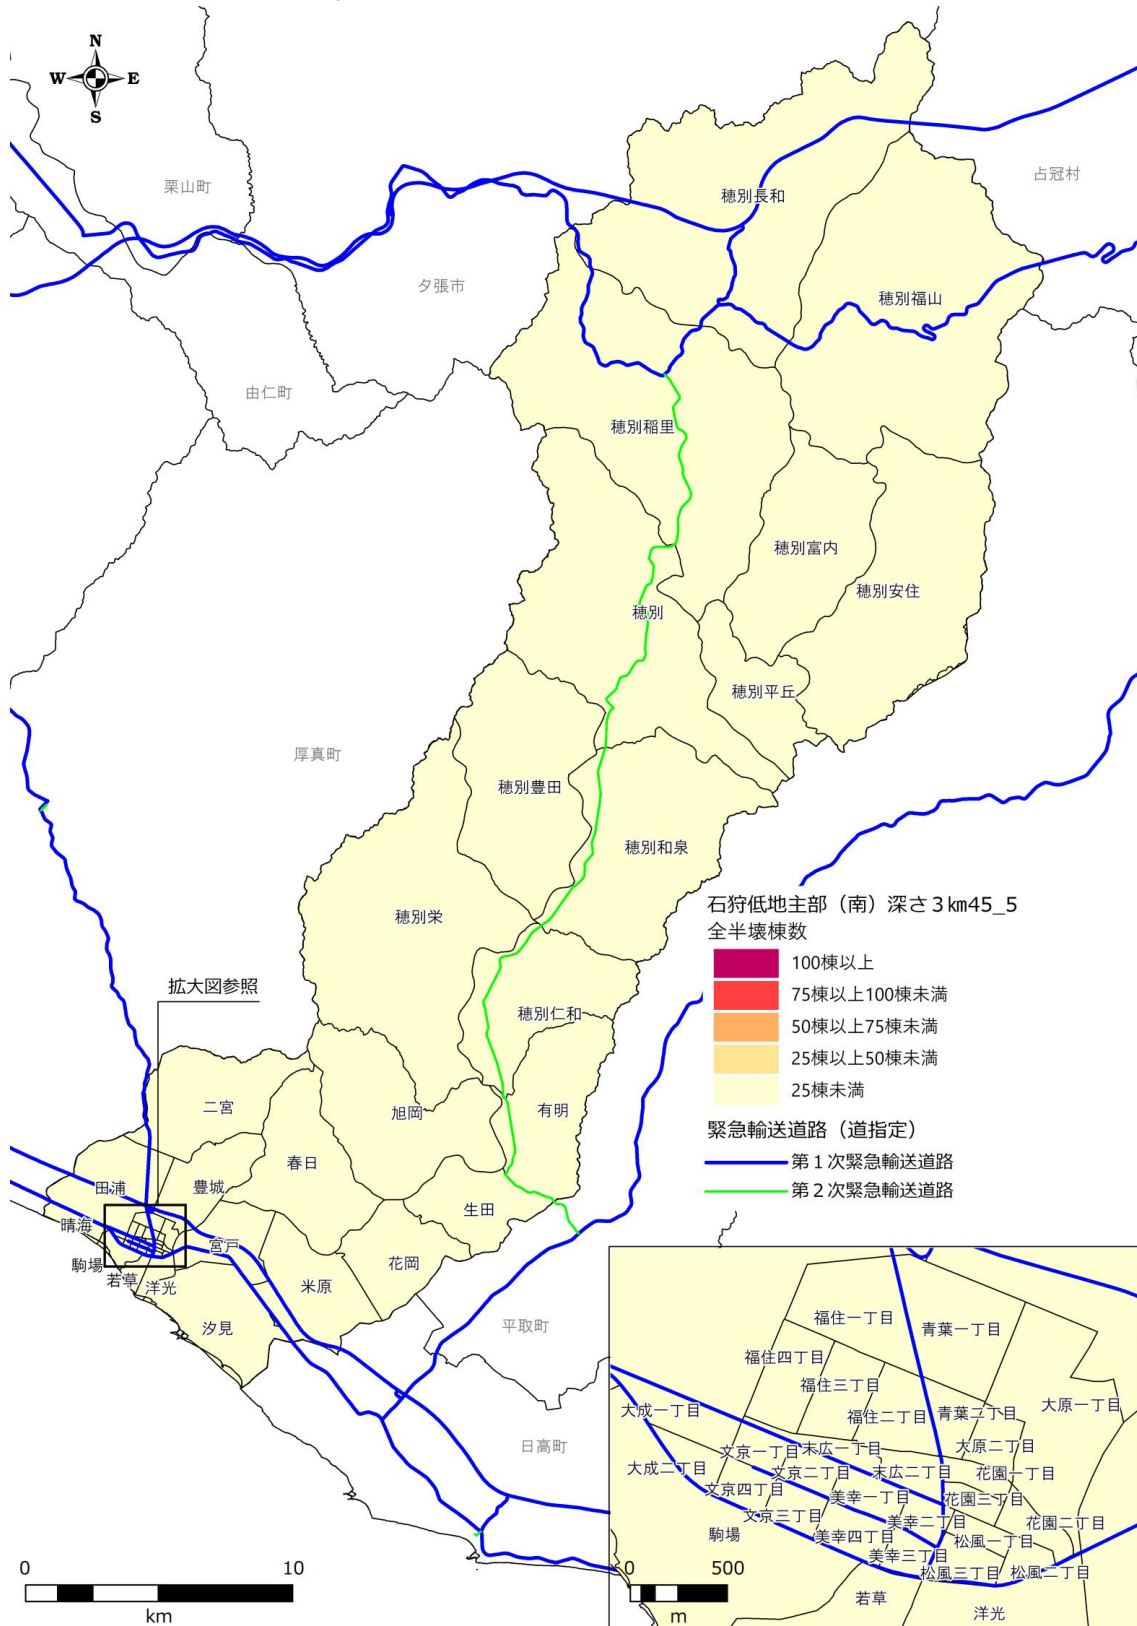 N
W
E
S
栗山町
占冠村
穂別長和
夕張市
穂別福山
由仁町
穂別稲里
穂別富内
穂別安住
穂別
穂別平丘
厚真町
穂別豊田
穂別和泉
穂別栄
石狩低地主部（南）深さ３㎞45_5
全半壊棟数
100棟以上
75棟以上100棟未満
50棟以上75棟未満
25棟以上50棟未満
25棟未満
緊急輸送道路（道指定）
第１次緊急輸送道路
第２次緊急輸送道路
拡大図参照
穂別仁和
二宮
旭岡
有明
春日
田浦
豊城
生田
晴海
宮戸
花岡
駒場
若草
洋光
米原
汐見
平取町
日高町
福住一丁目
青葉一丁目
福住四丁目
福住三丁目
大原一丁目
大成一丁目
福住二丁目
青葉二丁目
文京一丁目
末広一丁目
大原二丁目
大成二丁目
文京二丁目
末広二丁目
花園一丁目
文京四丁目
美幸一丁目
花園三丁目
文京三丁目
美幸二丁目
花園二丁目
駒場
美幸四丁目
松風一丁目
美幸三丁目
松風三丁目
松風二丁目
若草
洋光
0
10
km
0
500
m